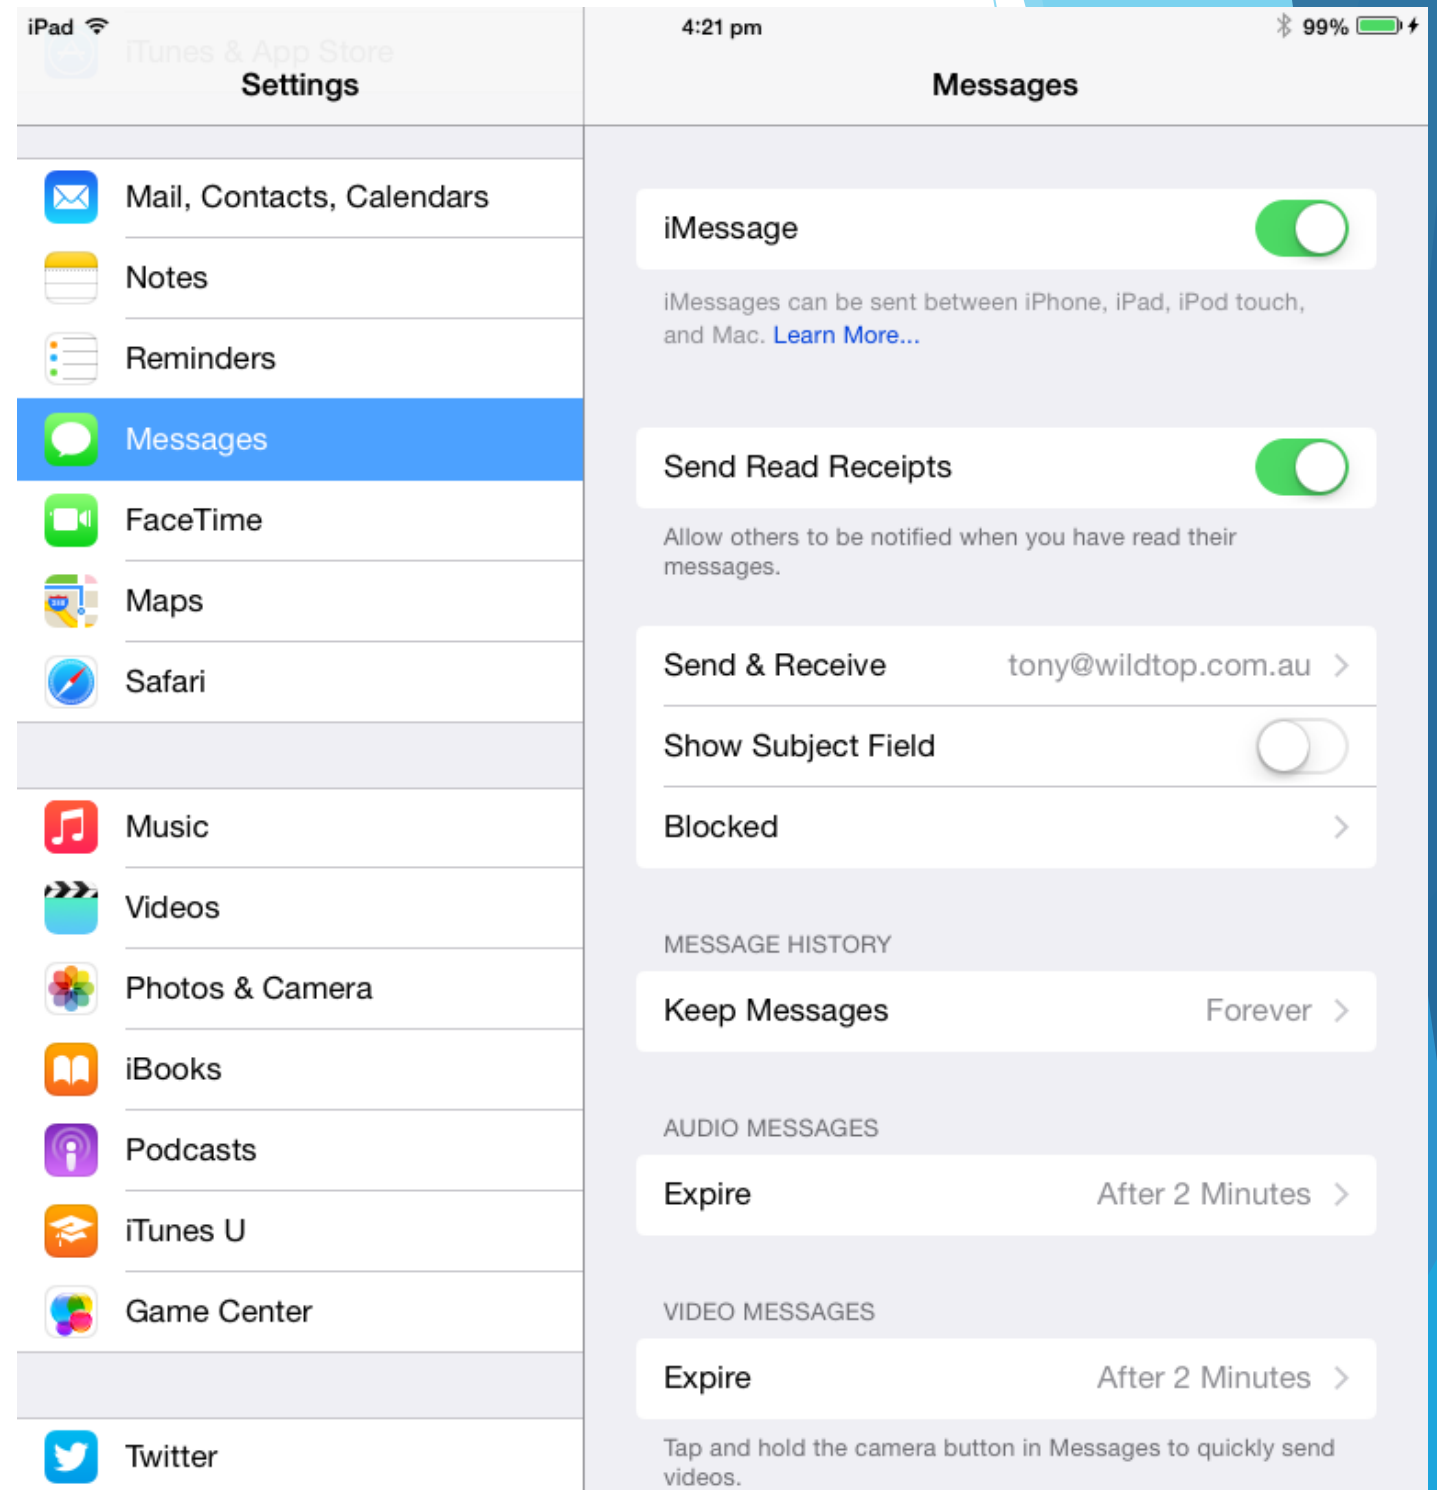 iPad 4:21 pm 99%
iTunes & App Store
Settings
Mail, Contacts, Calendars
Notes
Reminders
Messages
FaceTime
Maps
Safari
Music
Videos
Photos & Camera
iBooks
Podcasts
iTunes U
Game Center
Twitter
Messages
iMessage
iMessages can be sent between iPhone, iPad, iPod touch,
and Mac. Learn More...
Send Read Receipts
Allow others to be notified when you have read their
messages.
Send & Receive tony@wildtop.com.au
Show Subject Field
Blocked
MESSAGE HISTORY
Keep Messages Forever
AUDIO MESSAGES
Expire After 2 Minutes
VIDEO MESSAGES
Expire After 2 Minutes
Tap and hold the camera button in Messages to quickly send
videos.